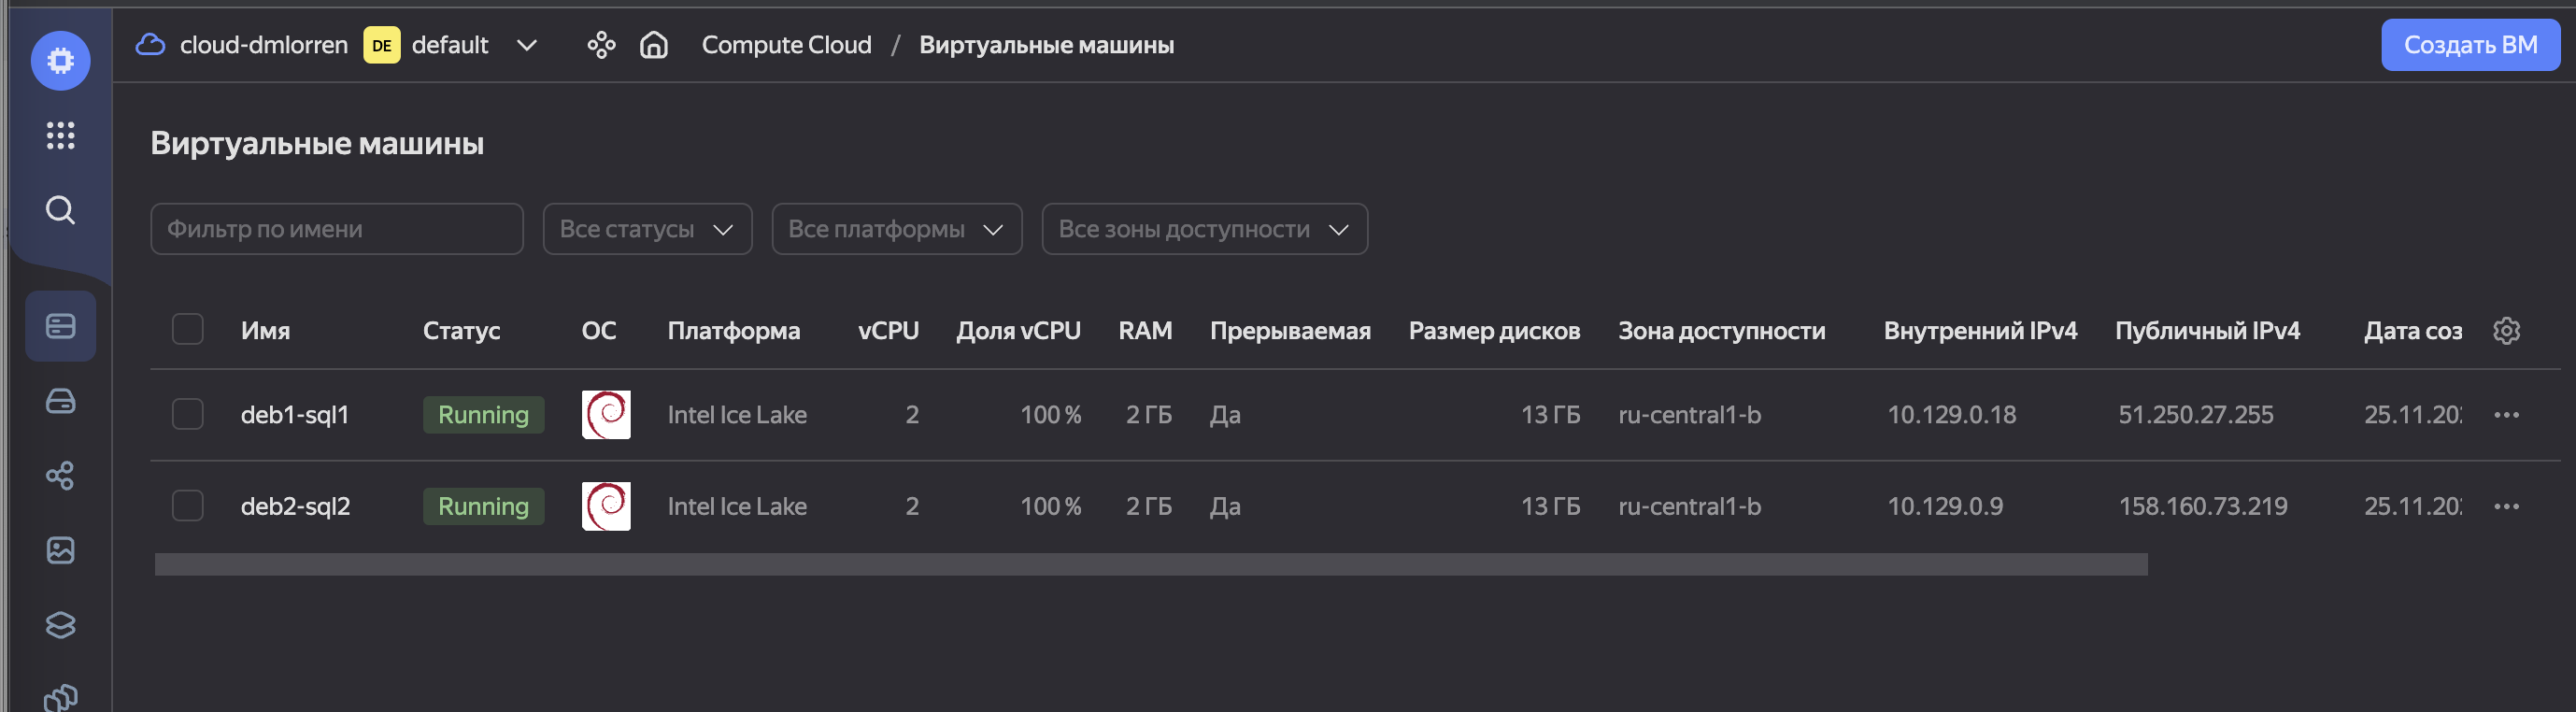 cloud-dmlorren DE default Compute Cloud / Виртуальные машины Создать ВМ
Виртуальные машины
Фильтр по имени Все статусы Все платформы Все зоны доступности
Имя Статус ОС Платформа vCPU Доля vCPU RAM Прерываемая Размер дисков Зона доступности Внутренний IPv4 Публичный IPv4 Дата соз
deb1-sql1 Running Intel Ice Lake 2 100 % 2 ГБ Да 13 ГБ ru-central1-b 10.129.0.18 51.250.27.255 25.11.202
deb2-sql2 Running Intel Ice Lake 2 100 % 2 ГБ Да 13 ГБ ru-central1-b 10.129.0.9 158.160.73.219 25.11.202